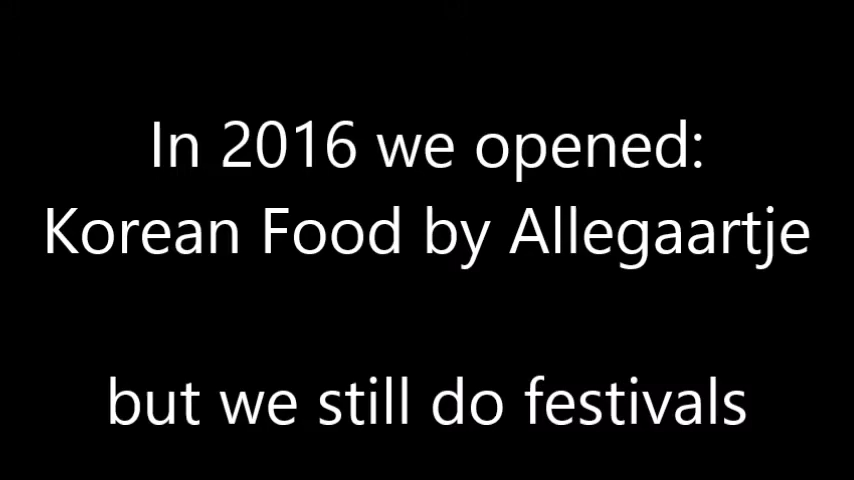 In 2016 we opened:
Korean Food by Allegaartje
but we still do festivals